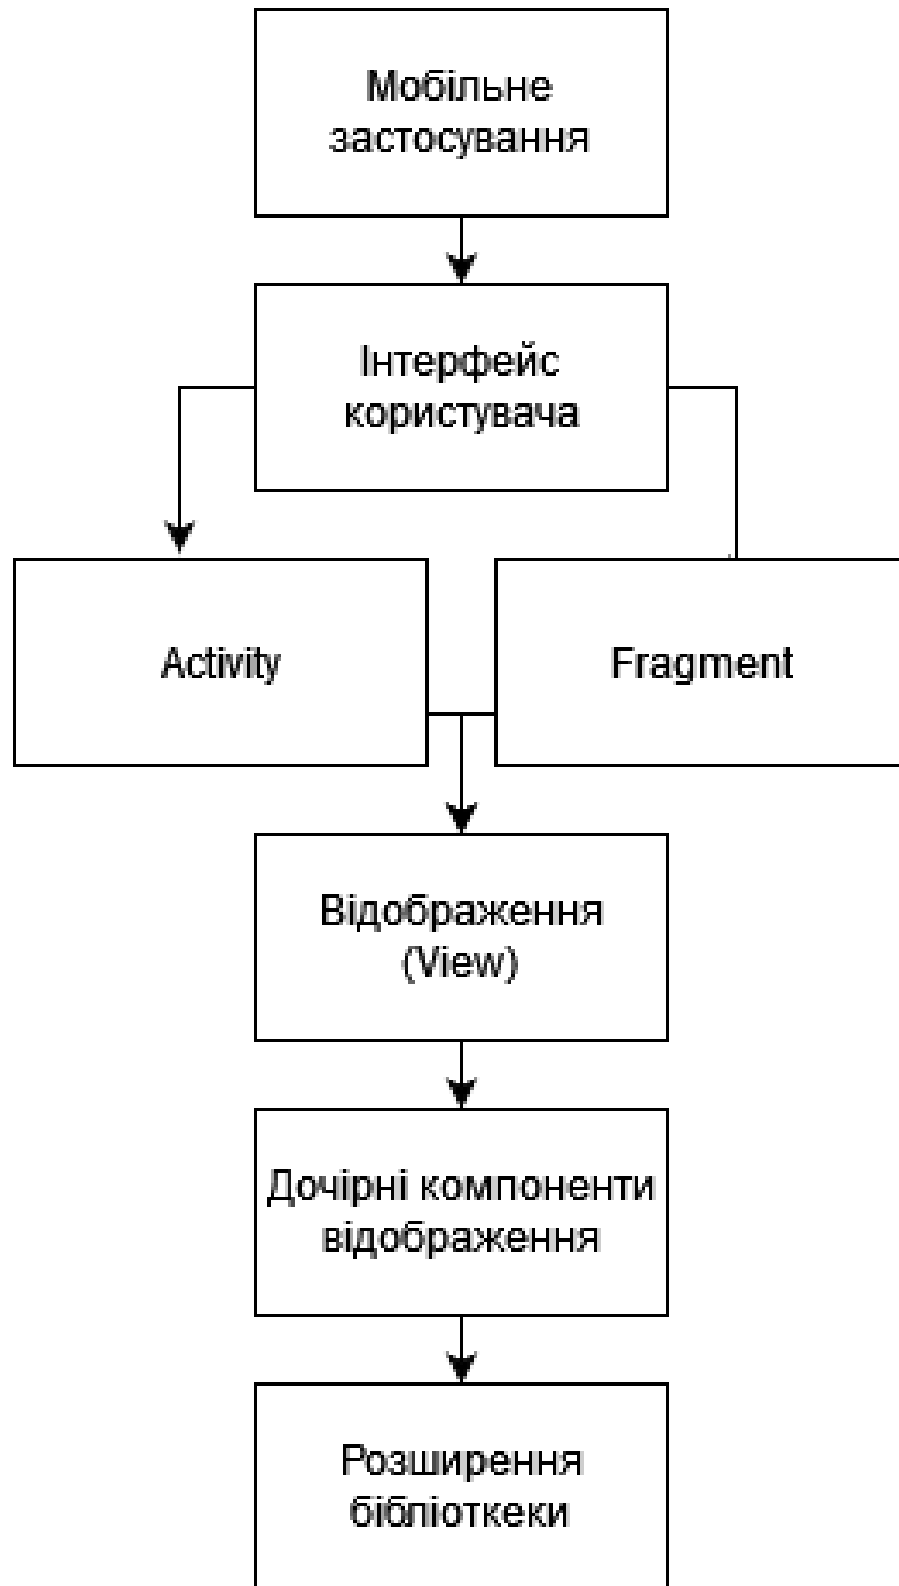 Мобільне
застосування
Інтерфейс
користувача
Activity
Fragment
Відображення
(View)
Дочірні компоненти
відображення
Розширення
бібліоткеки